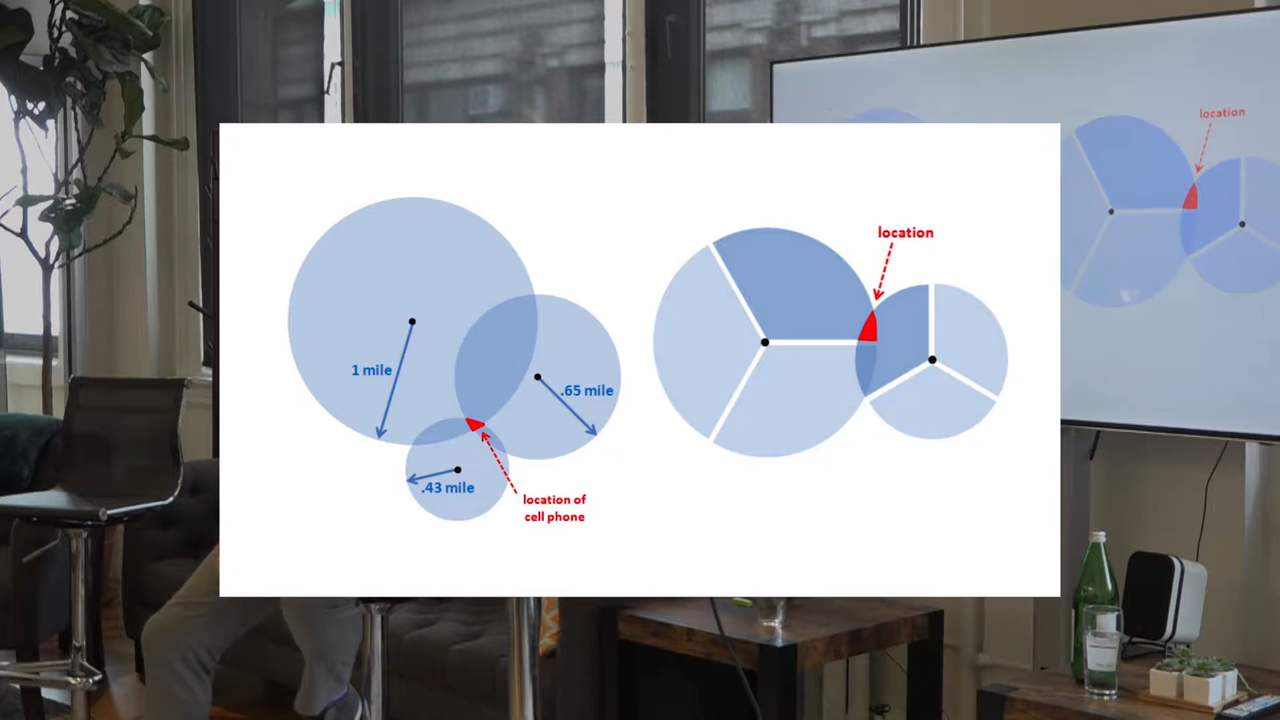 location
location
1 mile
.65 mile
.43 mile
location of
cell phone